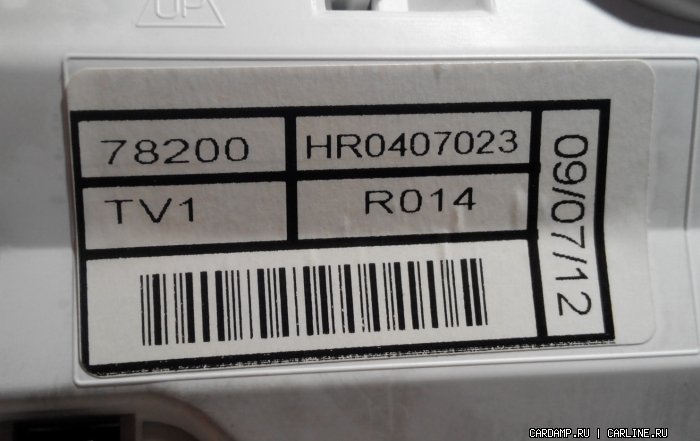 UP
78200
HR0407023
TV1
R014
09/07/12
CARDAMP.RU | CARLINE.RU